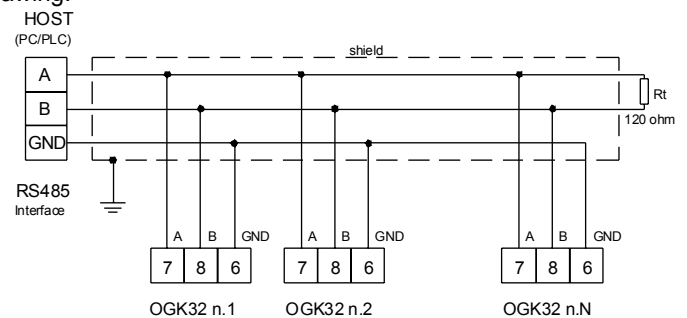 HOST
(PC/PLC)
shield
A
B
GND
Rt
120 ohm
RS485
Interface
A B GND A B GND A B GND
7 8 6 7 8 6 7 8 6
OGK32 n.1 OGK32 n.2 OGK32 n.N